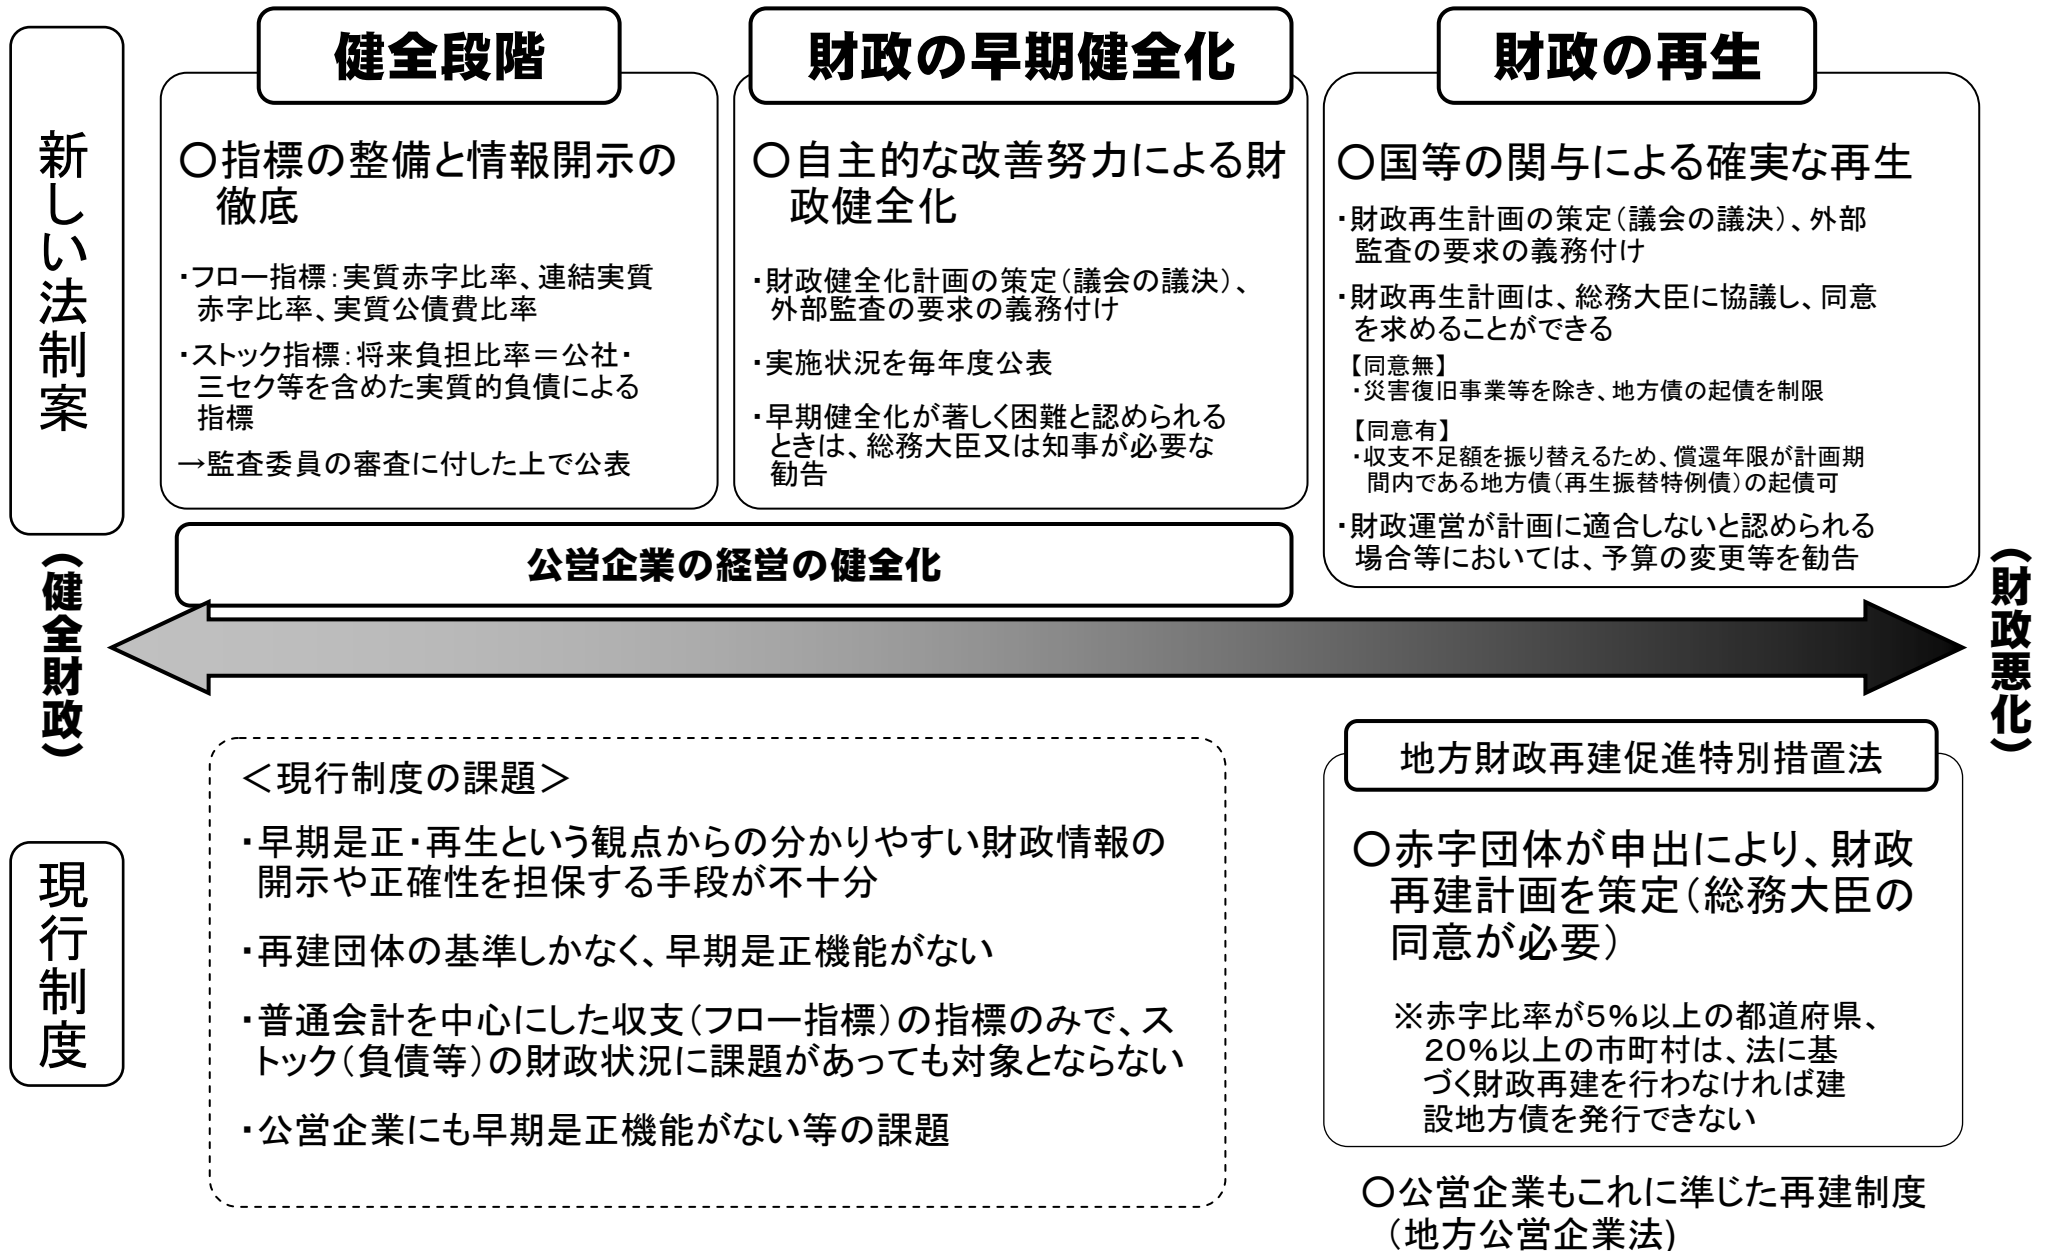 新しい法制案
健全段階
〇指標の整備と情報開示の
徹底
・フロー指標：実質赤字比率、連結実質
赤字比率、実質公債費比率
・ストック指標：将来負担比率＝公社・
三セク等を含めた実質的負債による
指標
→監査委員の審査に付した上で公表
財政の早期健全化
〇自主的な改善努力による財
政健全化
・財政健全化計画の策定（議会の議決）、
外部監査の要求の義務付け
・実施状況を毎年度公表
・早期健全化が著しく困難と認められる
ときは、総務大臣又は知事が必要な
勧告
財政の再生
〇国等の関与による確実な再生
・財政再生計画の策定（議会の議決）、外部
監査の要求の義務付け
・財政再生計画は、総務大臣に協議し、同意
を求めることができる
【同意無】
・災害復旧事業等を除き、地方債の起債を制限
【同意有】
・収支不足額を振り替えるため、償還年限が計画期
間内である地方債（再生振替特例債）の起債可
・財政運営が計画に適合しないと認められる
場合等においては、予算の変更等を勧告
公営企業の経営の健全化
（健全財政）
（財政悪化）
現行制度
＜現行制度の課題＞
・早期是正・再生という観点からの分かりやすい財政情報の
開示や正確性を担保する手段が不十分
・再建団体の基準しかなく、早期是正機能がない
・普通会計を中心にした収支（フロー指標）の指標のみで、ス
トック（負債等）の財政状況に課題があっても対象とならない
・公営企業にも早期是正機能がない等の課題
地方財政再建促進特別措置法
〇赤字団体が申出により、財政
再建計画を策定（総務大臣の
同意が必要）
※赤字比率が５％以上の都道府県、
２０％以上の市町村は、法に基
づく財政再建を行わなければ建
設地方債を発行できない
〇公営企業もこれに準じた再建制度
（地方公営企業法)